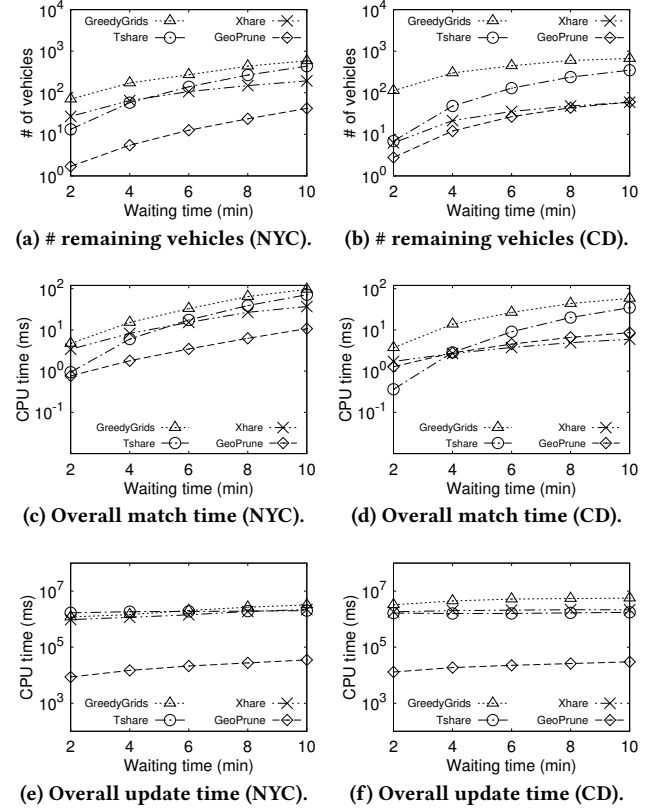 10^4
10^3
10^2
10^1
10^0
# of vehicles
GreedyGrids
Tshare
Xhare
GeoPrune
2 4 6 8 10
Waiting time (min)
(a) # remaining vehicles (NYC).
10^4
10^3
10^2
10^1
10^0
# of vehicles
GreedyGrids
Tshare
Xhare
GeoPrune
2 4 6 8 10
Waiting time (min)
(b) # remaining vehicles (CD).
10^2
10^1
10^-1
CPU time (ms)
GreedyGrids
Tshare
Xhare
GeoPrune
2 4 6 8 10
Waiting time (min)
(c) Overall match time (NYC).
10^2
10^1
10^-1
CPU time (ms)
GreedyGrids
Tshare
Xhare
GeoPrune
2 4 6 8 10
Waiting time (min)
(d) Overall match time (CD).
10^7
10^5
10^3
CPU time (ms)
GreedyGrids
Tshare
Xhare
GeoPrune
2 4 6 8 10
Waiting time (min)
(e) Overall update time (NYC).
10^7
10^5
10^3
CPU time (ms)
GreedyGrids
Tshare
Xhare
GeoPrune
2 4 6 8 10
Waiting time (min)
(f) Overall update time (CD).